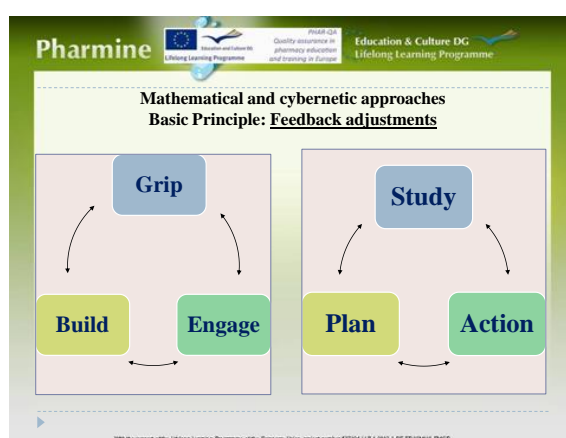 Pharmine
Education and Culture DG
Lifelong Learning Programme
PHAR-QA
Quality assurance in
pharmacy education
and training in Europe
Education & Culture DG
Lifelong Learning Programme
Mathematical and cybernetic approaches
Basic Principle: Feedback adjustments
Grip
Build
Engage
Study
Plan
Action